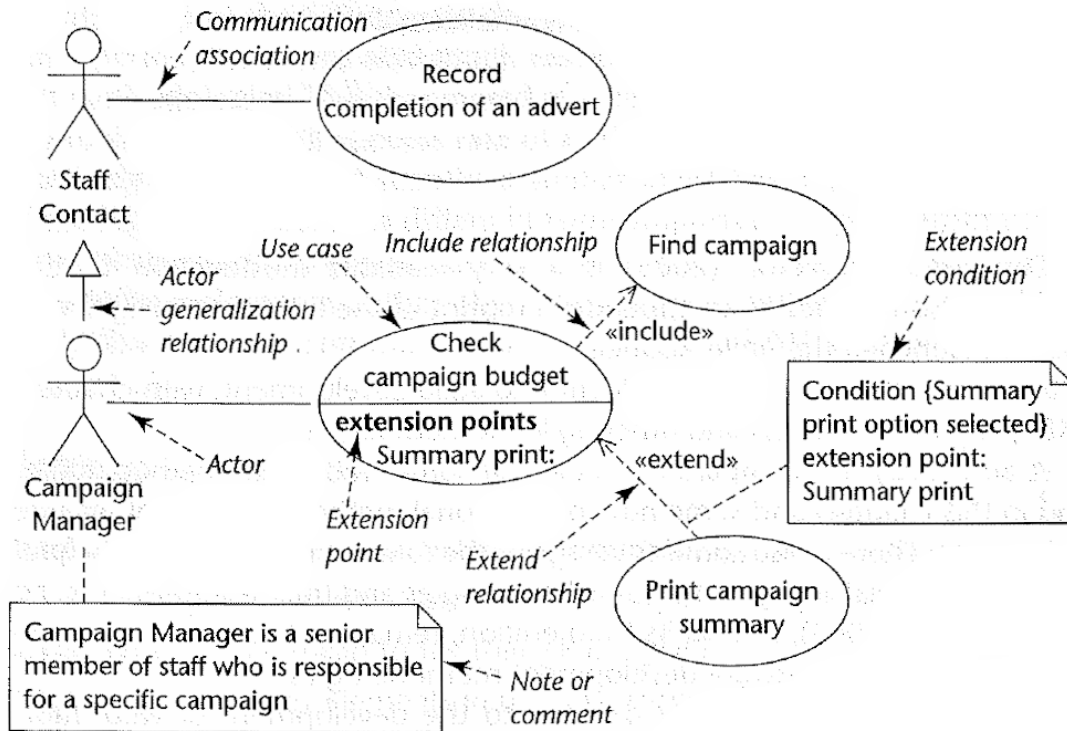 Communication
association
Record
completion of an advert
Staff
Contact
Use case
Include relationship
Find campaign
Extension
condition
Actor
generalization
relationship
«include»
Check
campaign budget
extension points
Summary print:
Condition {Summary
print option selected}
extension point:
Summary print
«extend»
Actor
Campaign
Manager
Extension
point
Extend
relationship
Print campaign
summary
Campaign Manager is a senior
member of staff who is responsible
for a specific campaign
Note or
comment